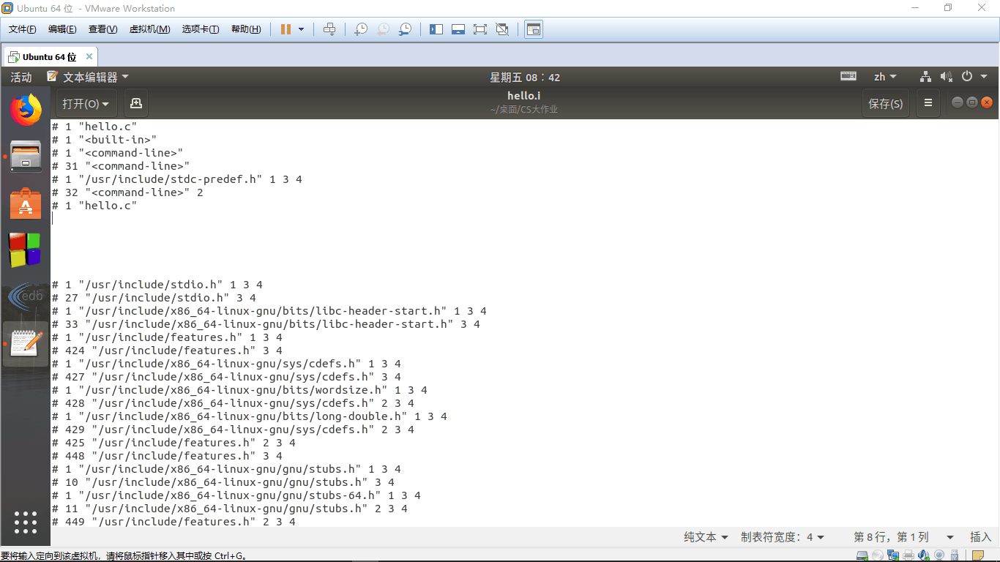 Ubuntu 64 位 - VMware Workstation
文件(F) 编辑(E) 查看(V) 虚拟机(M) 选项卡(T) 帮助(H)
Ubuntu 64 位
活动 文本编辑器 星期五 08：42 zh
打开(O) hello.i 保存(S)
~/桌面/CS大作业
# 1 "hello.c"
# 1 "<built-in>"
# 1 "<command-line>"
# 31 "<command-line>"
# 1 "/usr/include/stdc-predef.h" 1 3 4
# 32 "<command-line>" 2
# 1 "hello.c"
# 1 "/usr/include/stdio.h" 1 3 4
# 27 "/usr/include/stdio.h" 3 4
# 1 "/usr/include/x86_64-linux-gnu/bits/libc-header-start.h" 1 3 4
# 33 "/usr/include/x86_64-linux-gnu/bits/libc-header-start.h" 3 4
# 1 "/usr/include/features.h" 1 3 4
# 424 "/usr/include/features.h" 3 4
# 1 "/usr/include/x86_64-linux-gnu/sys/cdefs.h" 1 3 4
# 427 "/usr/include/x86_64-linux-gnu/sys/cdefs.h" 3 4
# 1 "/usr/include/x86_64-linux-gnu/bits/wordsize.h" 1 3 4
# 428 "/usr/include/x86_64-linux-gnu/sys/cdefs.h" 2 3 4
# 1 "/usr/include/x86_64-linux-gnu/bits/long-double.h" 1 3 4
# 429 "/usr/include/x86_64-linux-gnu/sys/cdefs.h" 2 3 4
# 425 "/usr/include/features.h" 2 3 4
# 448 "/usr/include/features.h" 3 4
# 1 "/usr/include/x86_64-linux-gnu/gnu/stubs.h" 1 3 4
# 10 "/usr/include/x86_64-linux-gnu/gnu/stubs.h" 3 4
# 1 "/usr/include/x86_64-linux-gnu/gnu/stubs-64.h" 1 3 4
# 11 "/usr/include/x86_64-linux-gnu/gnu/stubs.h" 2 3 4
# 449 "/usr/include/features.h" 2 3 4
edb
纯文本 制表符宽度：4 第 8 行，第 1 列 插入
要将输入定向到该虚拟机，请将鼠标指针移入其中或按 Ctrl+G。